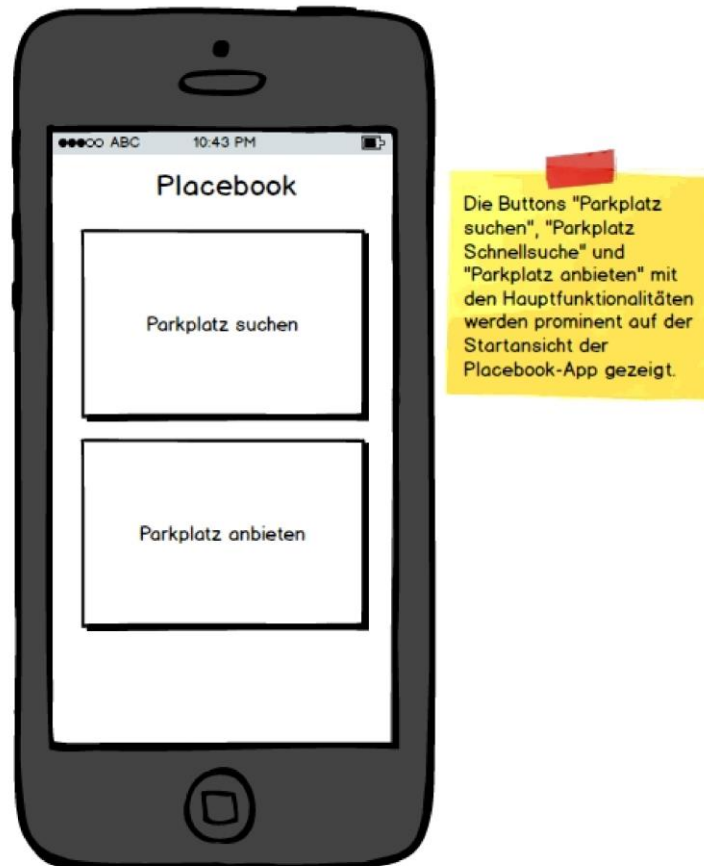 ABC 10:43 PM
Placebook
Parkplatz suchen
Parkplatz anbieten
Die Buttons "Parkplatz
suchen", "Parkplatz
Schnellsuche" und
"Parkplatz anbieten" mit
den Hauptfunktionalitäten
werden prominent auf der
Startansicht der
Placebook-App gezeigt.